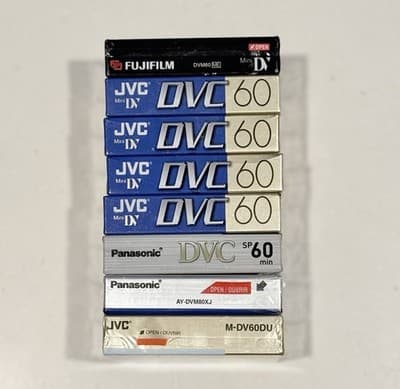 FUJIFILM DVM60 ME OPEN Mini DV
JVC Mini DV DVC 60
JVC Mini DV DVC 60
JVC Mini DV DVC 60
JVC Mini DV DVC 60
Panasonic DVC SP 60 min
Panasonic OPEN / OUVRIR
AY-DVM80XJ
JVC OPEN / OUVRIR M-DV60DU